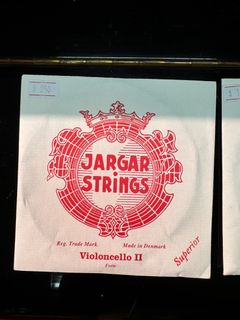 JARGAR
STRINGS
Reg. Trade Mark Made in Denmark
Violoncello II
Forte
Superior